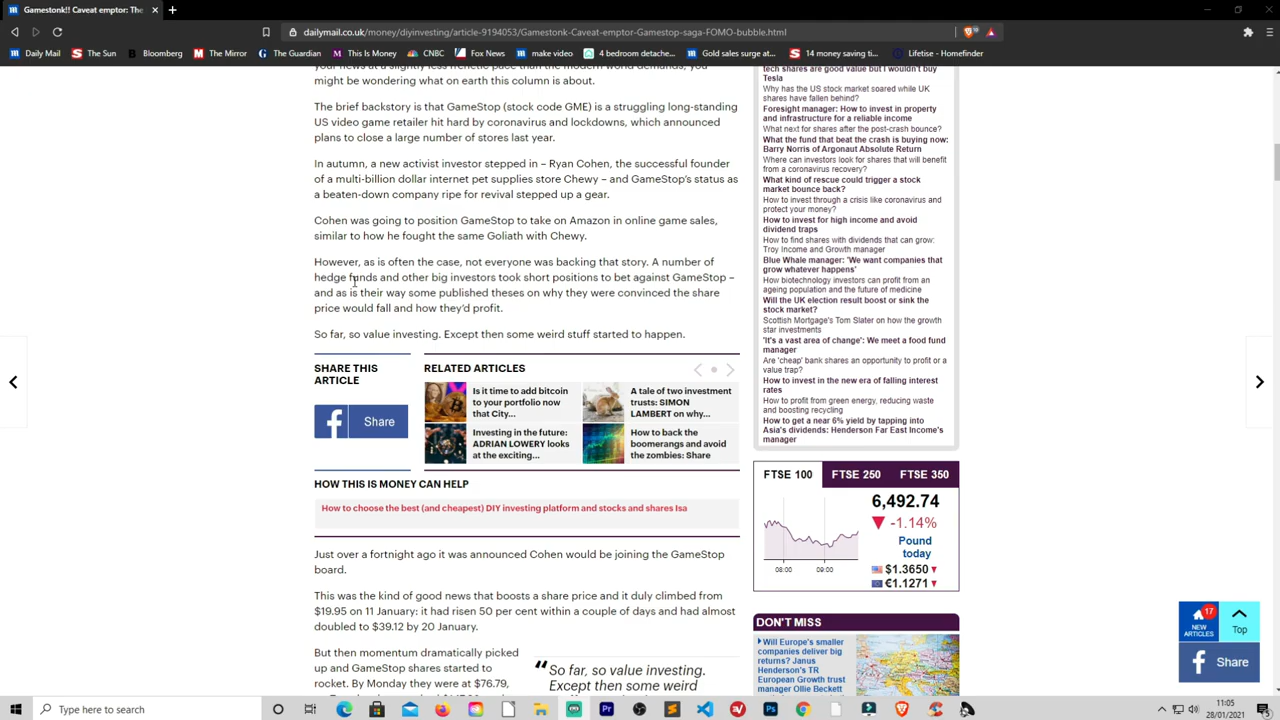 Gamestonk!! Caveat emptor: The
dailymail.co.uk/money/diyinvesting/article-9194053/Gamestonk-Caveat-emptor-Gamestop-saga-FOMO-bubble.html
Daily Mail
The Sun
Bloomberg
The Mirror
The Guardian
This Is Money
CNBC
Fox News
make video
4 bedroom detache...
Gold sales surge at...
14 money saving ti...
Lifetise - Homefinder
your news at a slightly less frenetic pace than the modern world demands, you
might be wondering what on earth this column is about.
The brief backstory is that GameStop (stock code GME) is a struggling long-standing
US video game retailer hit hard by coronavirus and lockdowns, which announced
plans to close a large number of stores last year.
In autumn, a new activist investor stepped in – Ryan Cohen, the successful founder
of a multi-billion dollar internet pet supplies store Chewy – and GameStop's status as
a beaten-down company ripe for revival stepped up a gear.
Cohen was going to position GameStop to take on Amazon in online game sales,
similar to how he fought the same Goliath with Chewy.
However, as is often the case, not everyone was backing that story. A number of
hedge funds and other big investors took short positions to bet against GameStop –
and as is their way some published theses on why they were convinced the share
price would fall and how they'd profit.
So far, so value investing. Except then some weird stuff started to happen.
SHARE THIS
ARTICLE
Share
RELATED ARTICLES
Is it time to add bitcoin
to your portfolio now
that City...
A tale of two investment
trusts: SIMON
LAMBERT on why...
Investing in the future:
ADRIAN LOWERY looks
at the exciting...
How to back the
boomerangs and avoid
the zombies: Share
HOW THIS IS MONEY CAN HELP
How to choose the best (and cheapest) DIY investing platform and stocks and shares Isa
Just over a fortnight ago it was announced Cohen would be joining the GameStop
board.
This was the kind of good news that boosts a share price and it duly climbed from
$19.95 on 11 January: it had risen 50 per cent within a couple of days and had almost
doubled to $39.12 by 20 January.
But then momentum dramatically picked
up and GameStop shares started to
rocket. By Monday they were at $76.79,
“So far, so value investing.
Except then some weird
tech shares are good value but I wouldn't buy
Tesla
Why has the US stock market soared while UK
shares have fallen behind?
Foresight manager: How to invest in property
and infrastructure for a reliable income
What next for shares after the post-crash bounce?
What the fund that beat the crash is buying now:
Barry Norris of Argonaut Absolute Return
Where can investors look for shares that will benefit
from a coronavirus recovery?
What kind of rescue could trigger a stock
market bounce back?
How to invest through a crisis like coronavirus and
protect your money?
How to invest for high income and avoid
dividend traps
How to find shares with dividends that can grow:
Troy Income and Growth manager
Blue Whale manager: 'We want companies that
grow whatever happens'
How biotechnology investors can profit from an
ageing population and the future of medicine
Will the UK election result boost or sink the
stock market?
Scottish Mortgage's Tom Slater on how the growth
star investments
'It's a vast area of change': We meet a food fund
manager
Are 'cheap' bank shares an opportunity to profit or a
value trap?
How to invest in the new era of falling interest
rates
How to profit from green energy, reducing waste
and boosting recycling
How to get a near 6% yield by tapping into
Asia's dividends: Henderson Far East Income's
manager
FTSE 100
FTSE 250
FTSE 350
6,492.74
-1.14%
Pound
today
$1.3650
€1.1271
08:00
09:00
DON'T MISS
Will Europe's smaller
companies deliver big
returns? Janus
Henderson's TR
European Growth trust
manager Ollie Beckett
17
NEW
ARTICLES
Top
Share
Type here to search
11:05
28/01/2021